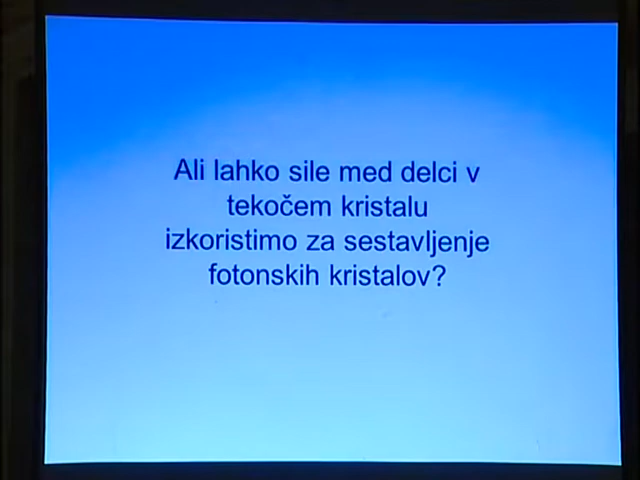 Ali lahko sile med delci v
tekočem kristalu
izkoristimo za sestavljenje
fotonskih kristalov?